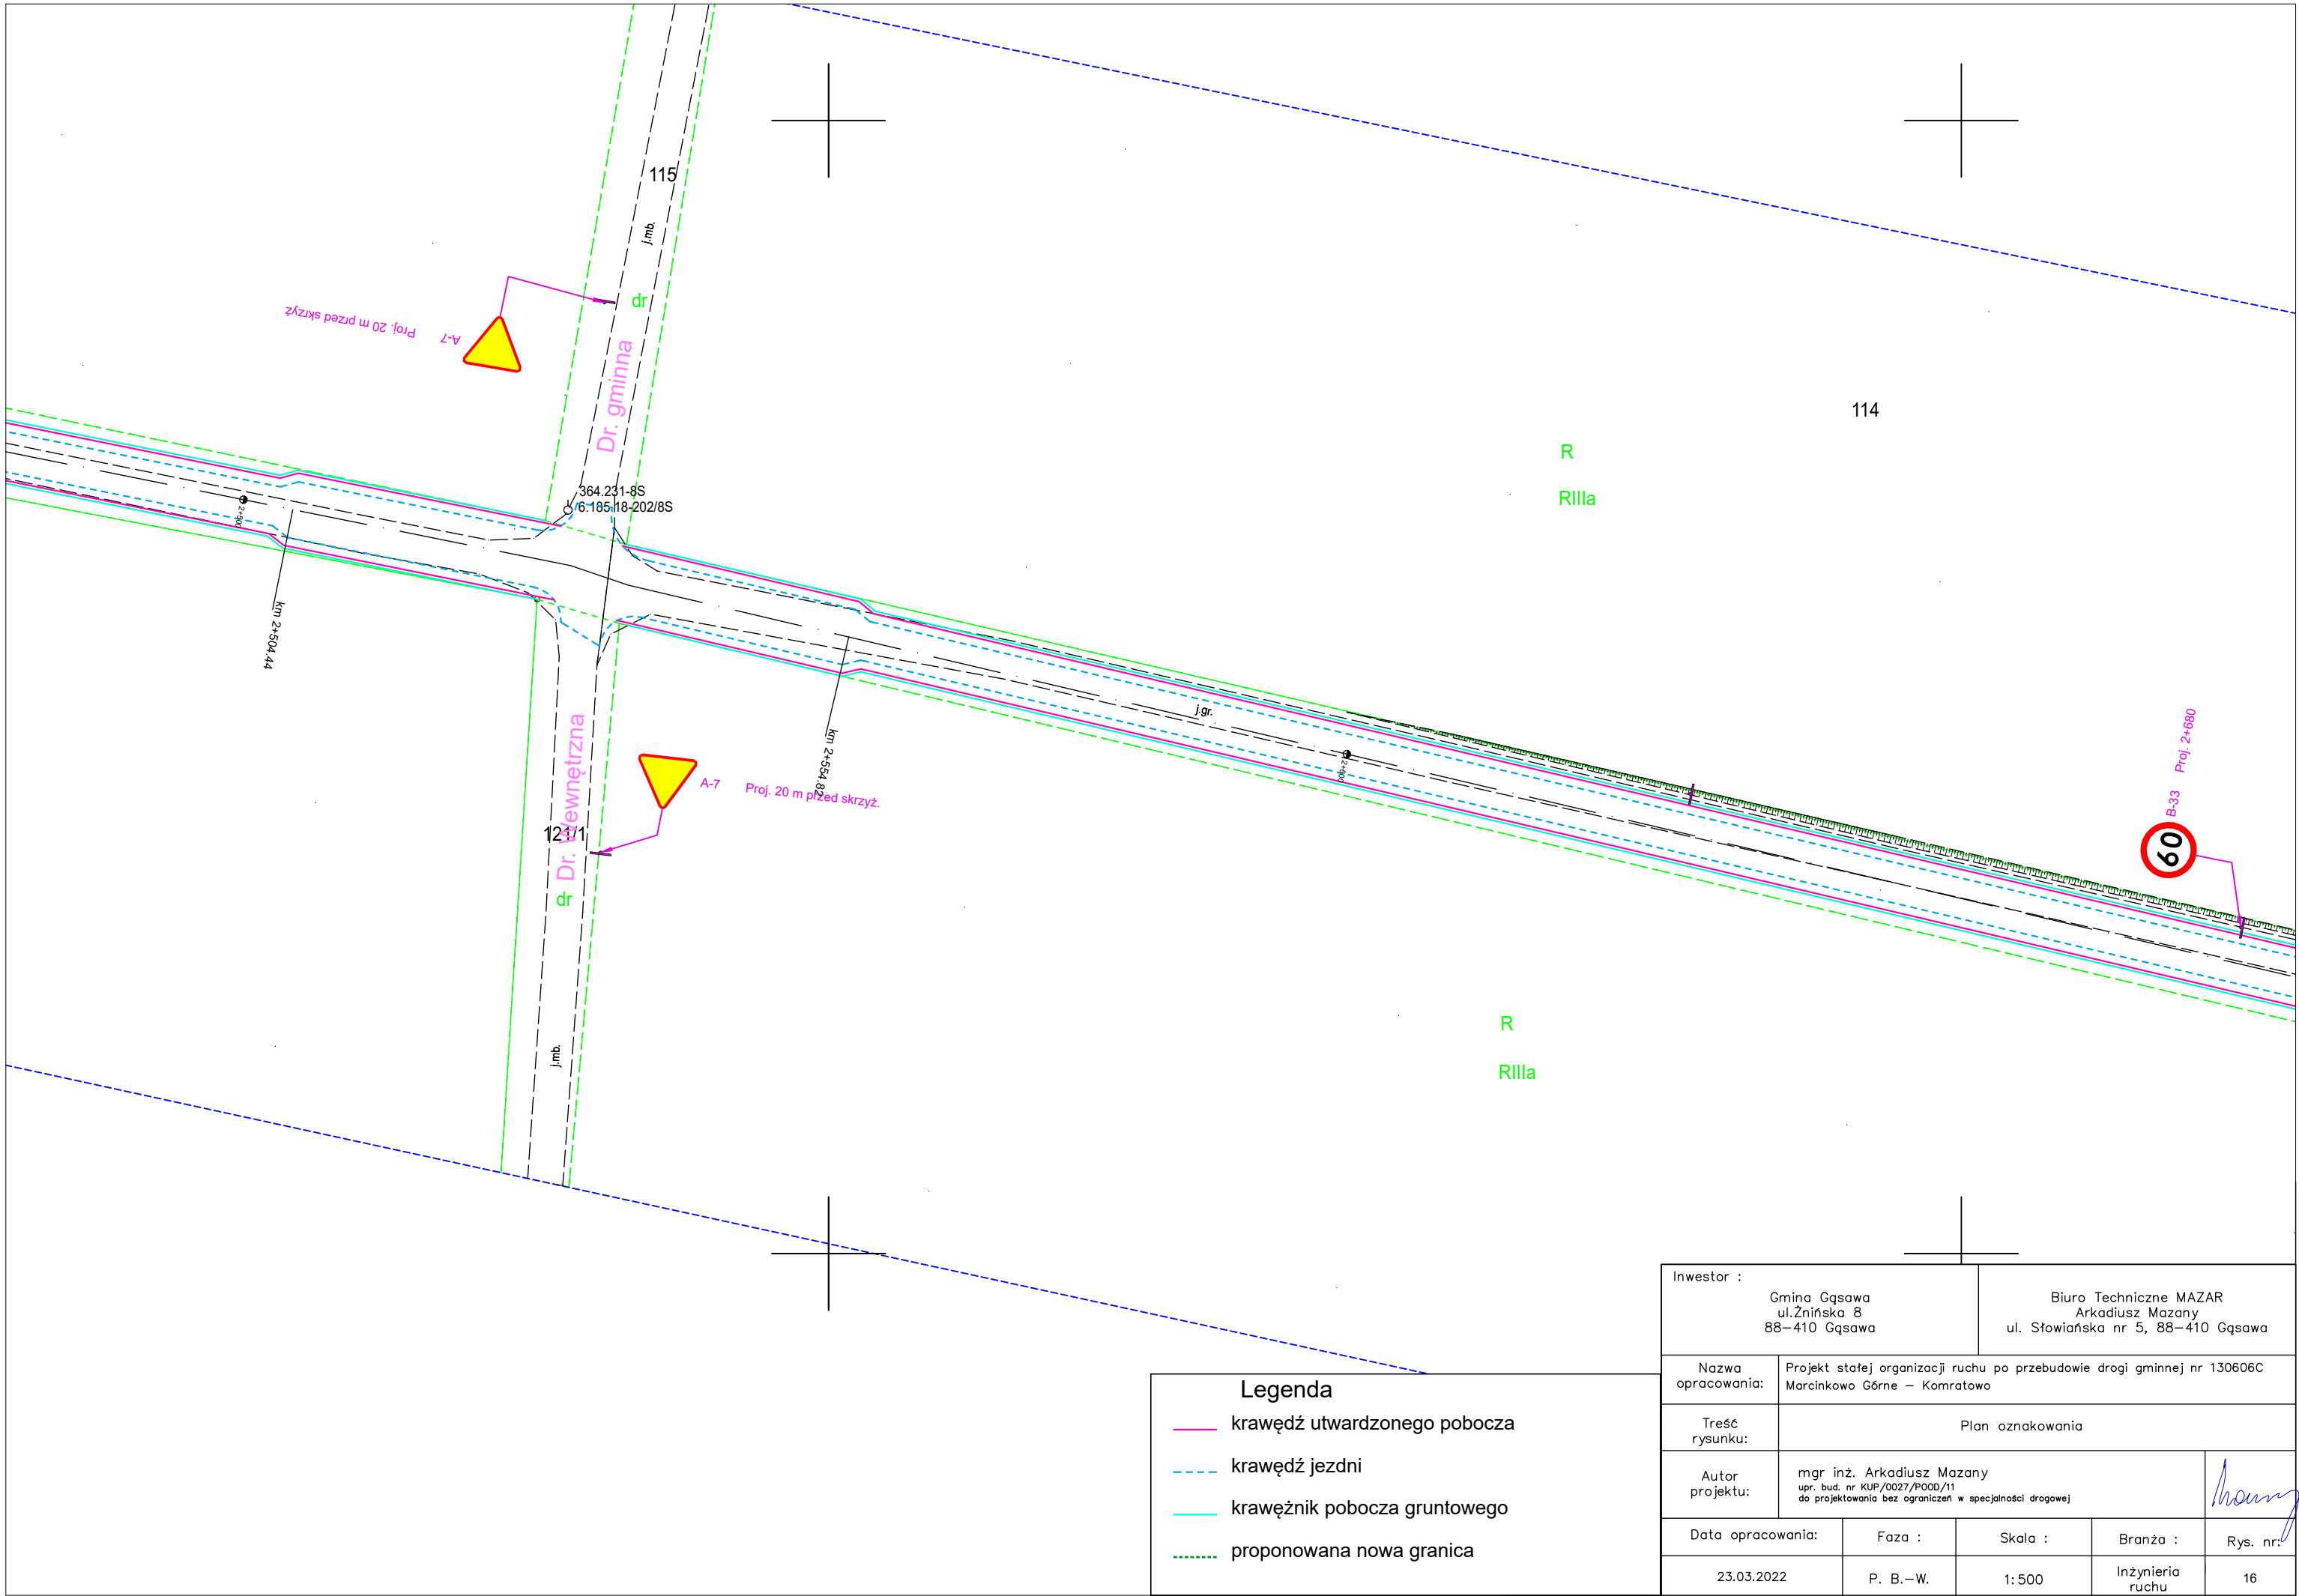 115
j.mb.
dr
A-7 Proj. 20 m przed skrzyż
Dr. gminna
114
R
RIIIa
364.231-8S
6.185.18-202/8S
2+500
km 2+504.44
km 2+554.82
j.gr.
2+600
B-33 Proj. 2+680
60
A-7 Proj. 20 m przed skrzyż.
Dr. Wewnętrzna
121/1
dr
j.mb.
R
RIIIa
Legenda
krawędź utwardzonego pobocza
krawędź jezdni
krawężnik pobocza gruntowego
proponowana nowa granica
Inwestor :
Gmina Gąsawa
ul.Żnińska 8
88-410 Gąsawa
Biuro Techniczne MAZAR
Arkadiusz Mazany
ul. Słowiańska nr 5, 88-410 Gąsawa
Nazwa opracowania:
Projekt stałej organizacji ruchu po przebudowie drogi gminnej nr 130606C
Marcinkowo Górne - Komratowo
Treść rysunku:
Plan oznakowania
Autor projektu:
mgr inż. Arkadiusz Mazany
upr. bud. nr KUP/0027/POOD/11
do projektowania bez ograniczeń w specjalności drogowej
Data opracowania:
Faza :
Skala :
Branża :
Rys. nr:
23.03.2022
P. B.-W.
1:500
Inżynieria ruchu
16